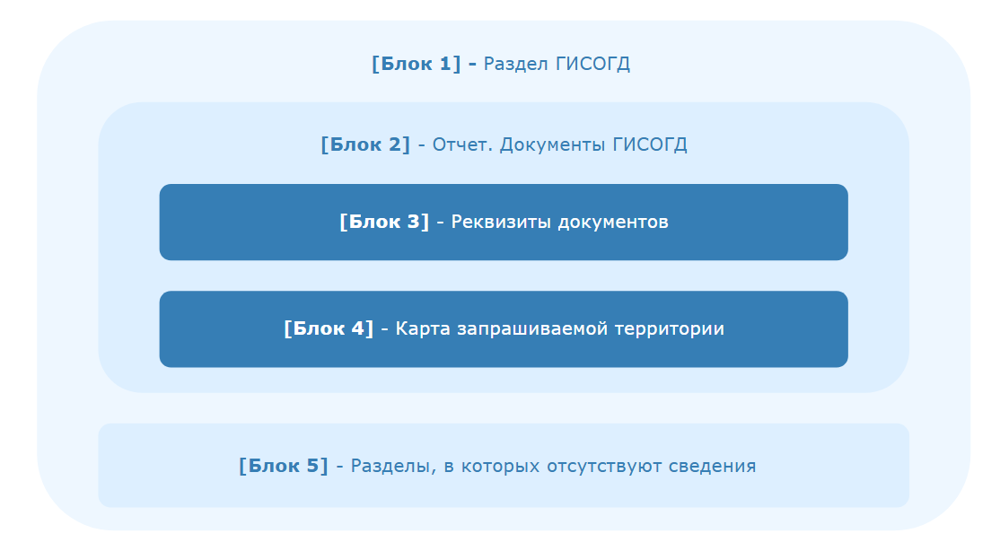 [Блок 1] - Раздел ГИСОГД
[Блок 2] - Отчет. Документы ГИСОГД
[Блок 3] - Реквизиты документов
[Блок 4] - Карта запрашиваемой территории
[Блок 5] - Разделы, в которых отсутствуют сведения